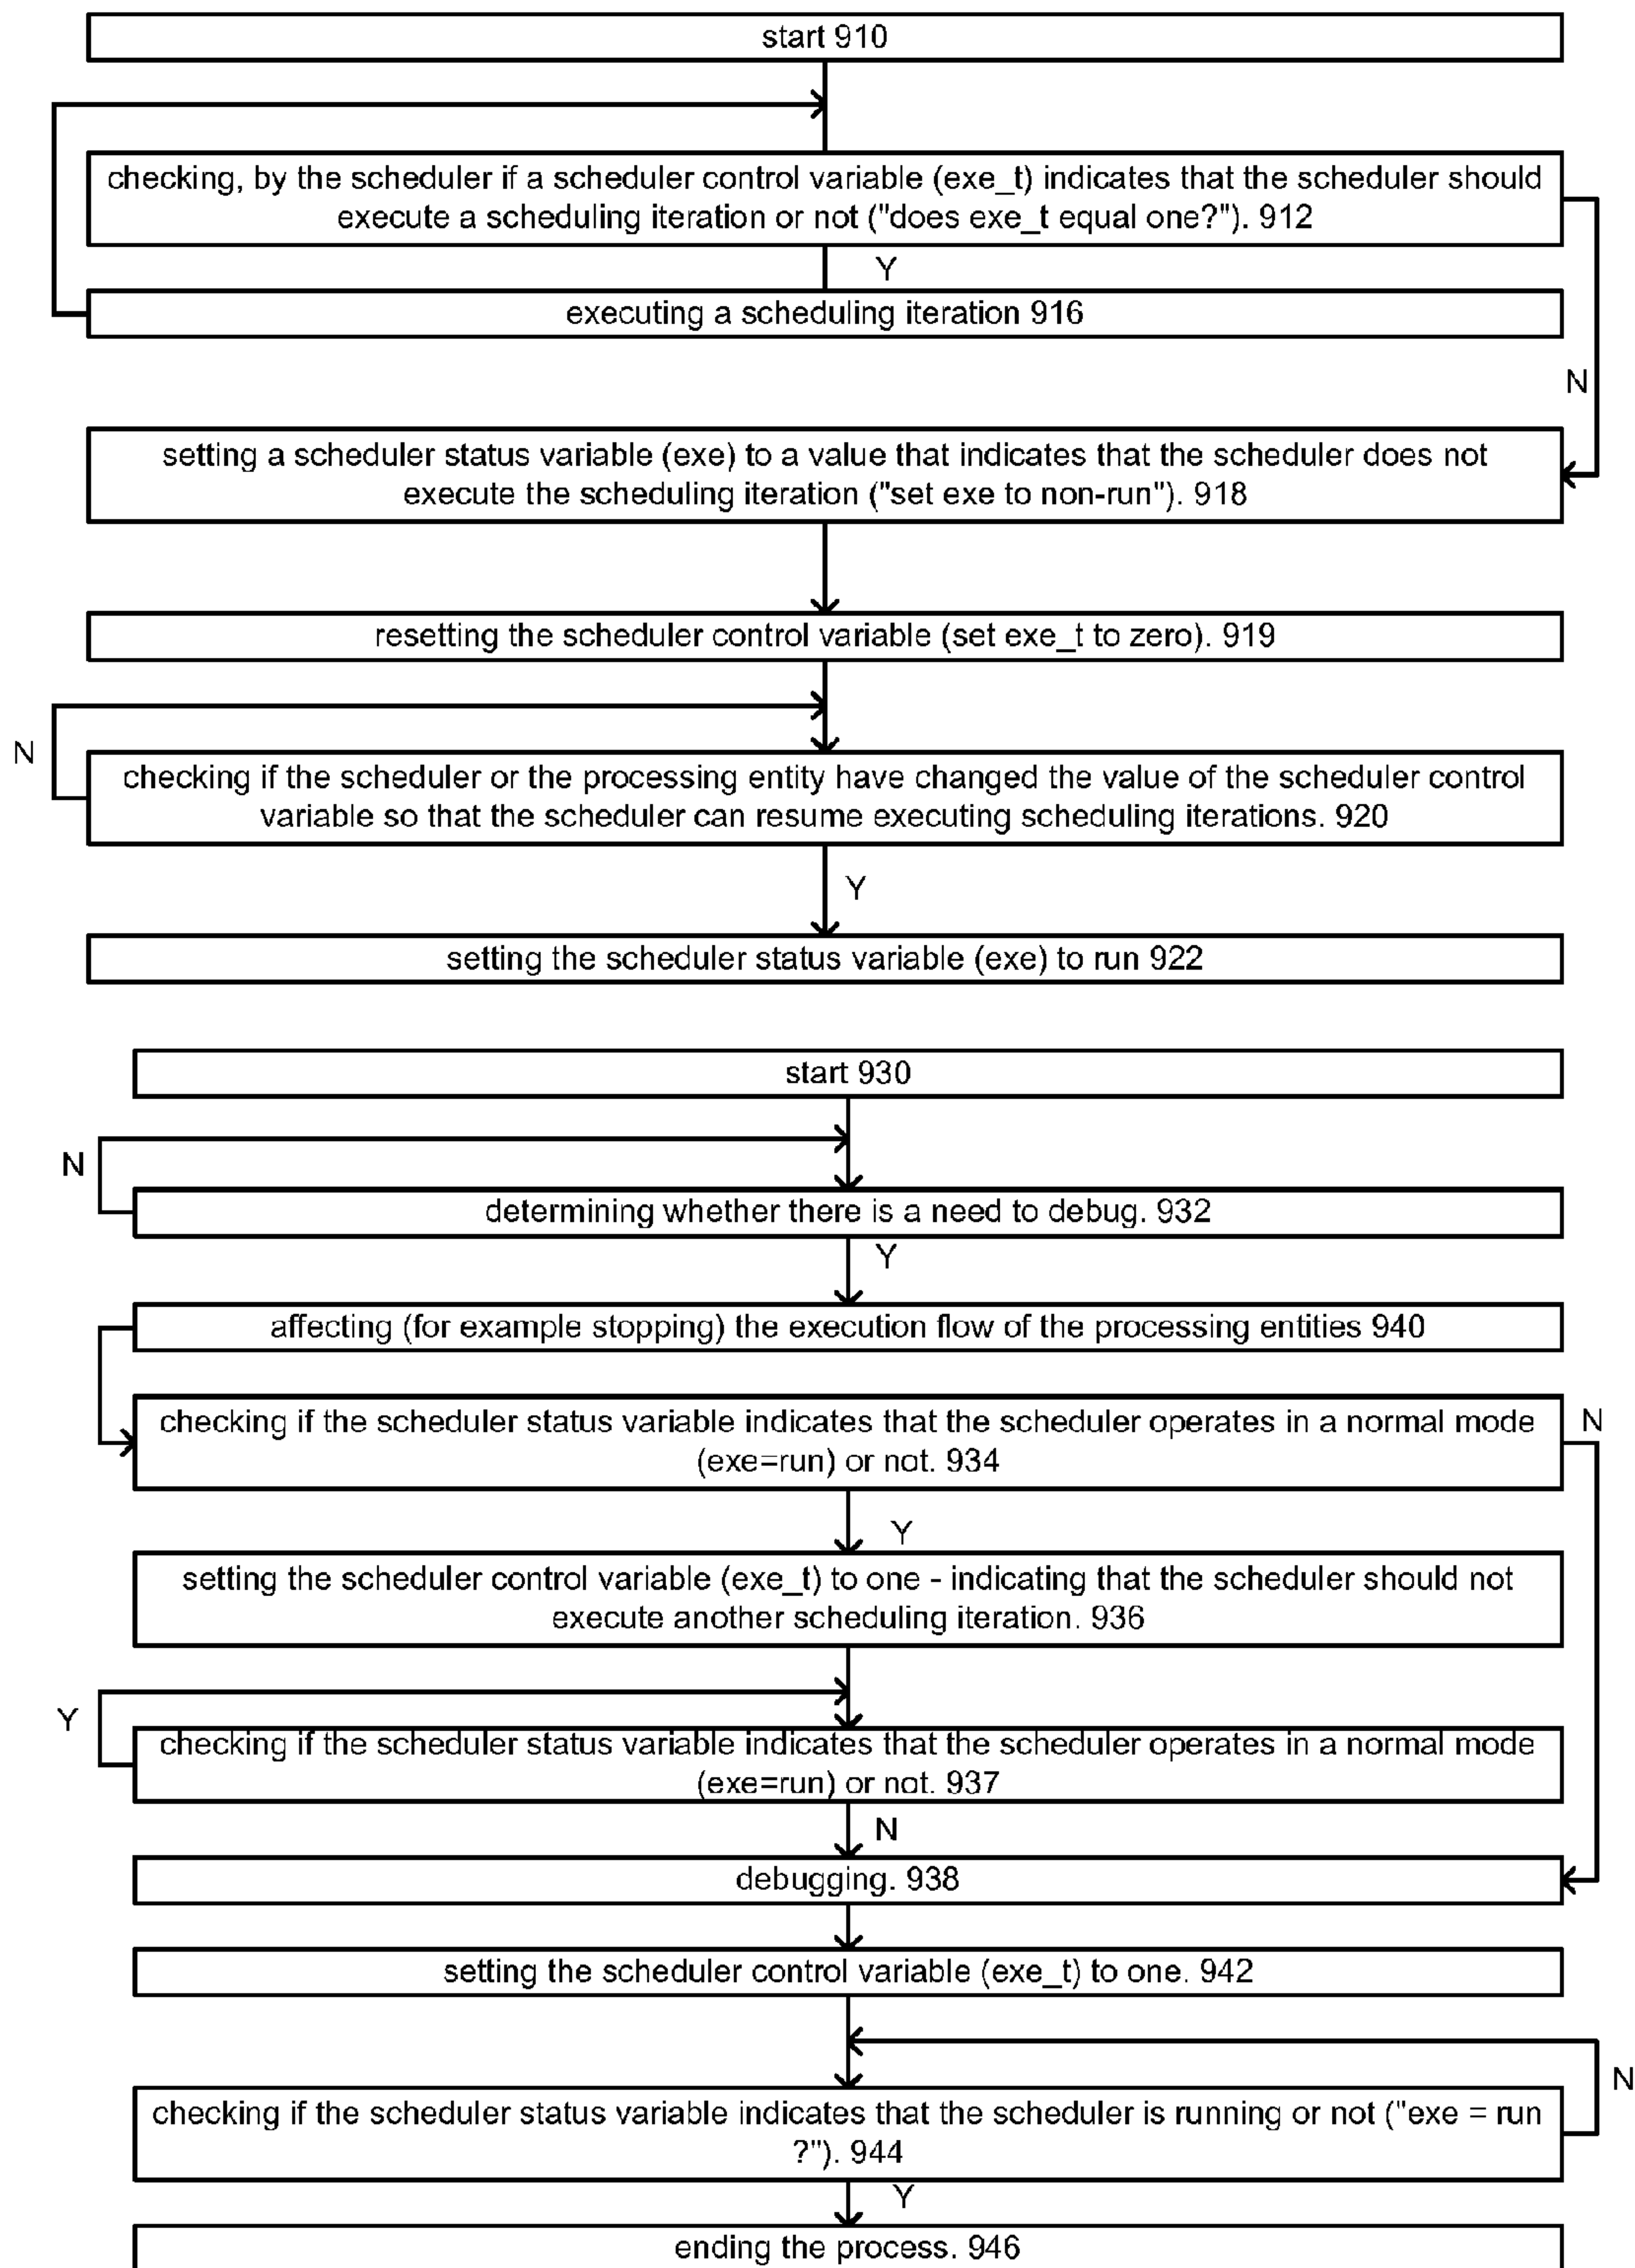 start 910
checking, by the scheduler if a scheduler control variable (exe_t) indicates that the scheduler should
execute a scheduling iteration or not ("does exe_t equal one?"). 912
Y
executing a scheduling iteration 916
N
setting a scheduler status variable (exe) to a value that indicates that the scheduler does not
execute the scheduling iteration ("set exe to non-run"). 918
resetting the scheduler control variable (set exe_t to zero). 919
N
checking if the scheduler or the processing entity have changed the value of the scheduler control
variable so that the scheduler can resume executing scheduling iterations. 920
Y
setting the scheduler status variable (exe) to run 922
start 930
N
determining whether there is a need to debug. 932
Y
affecting (for example stopping) the execution flow of the processing entities 940
checking if the scheduler status variable indicates that the scheduler operates in a normal mode
(exe=run) or not. 934
N
Y
setting the scheduler control variable (exe_t) to one - indicating that the scheduler should not
execute another scheduling iteration. 936
Y
checking if the scheduler status variable indicates that the scheduler operates in a normal mode
(exe=run) or not. 937
N
debugging. 938
setting the scheduler control variable (exe_t) to one. 942
N
checking if the scheduler status variable indicates that the scheduler is running or not ("exe = run
?"). 944
Y
ending the process. 946